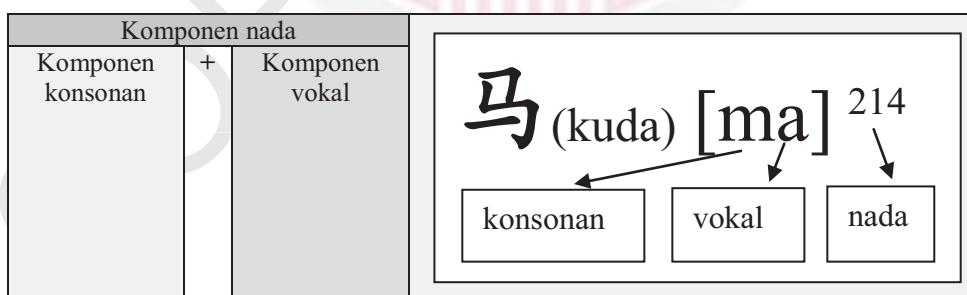 Komponen nada
Komponen konsonan
+
Komponen vokal
马 (kuda) [ma] 214
konsonan
vokal
nada